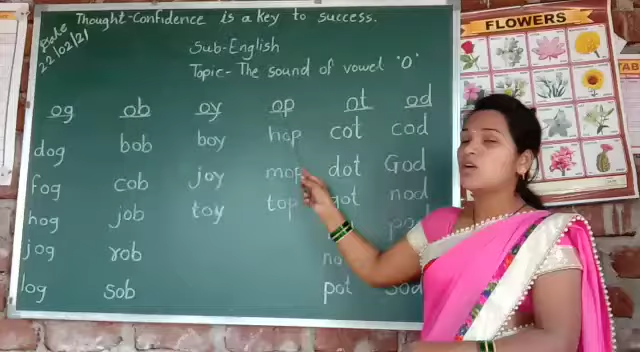 Date
22/02/21
Thought-Confidence is a key to success.
Sub-English
Topic- The sound of vowel 'O'
og ob oy op ot od
dog bob boy hop cot cod
fog cob joy mop dot God
hog job toy top got nod
jog rob
log sob pot sod
FLOWERS